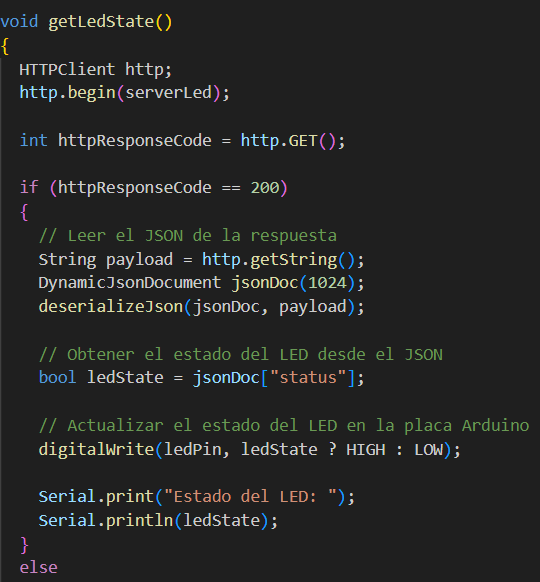 void getLedState()
{
  HTTPClient http;
  http.begin(serverLed);

  int httpResponseCode = http.GET();

  if (httpResponseCode == 200)
  {
    // Leer el JSON de la respuesta
    String payload = http.getString();
    DynamicJsonDocument jsonDoc(1024);
    deserializeJson(jsonDoc, payload);

    // Obtener el estado del LED desde el JSON
    bool ledState = jsonDoc["status"];

    // Actualizar el estado del LED en la placa Arduino
    digitalWrite(ledPin, ledState ? HIGH : LOW);

    Serial.print("Estado del LED: ");
    Serial.println(ledState);
  }
  else